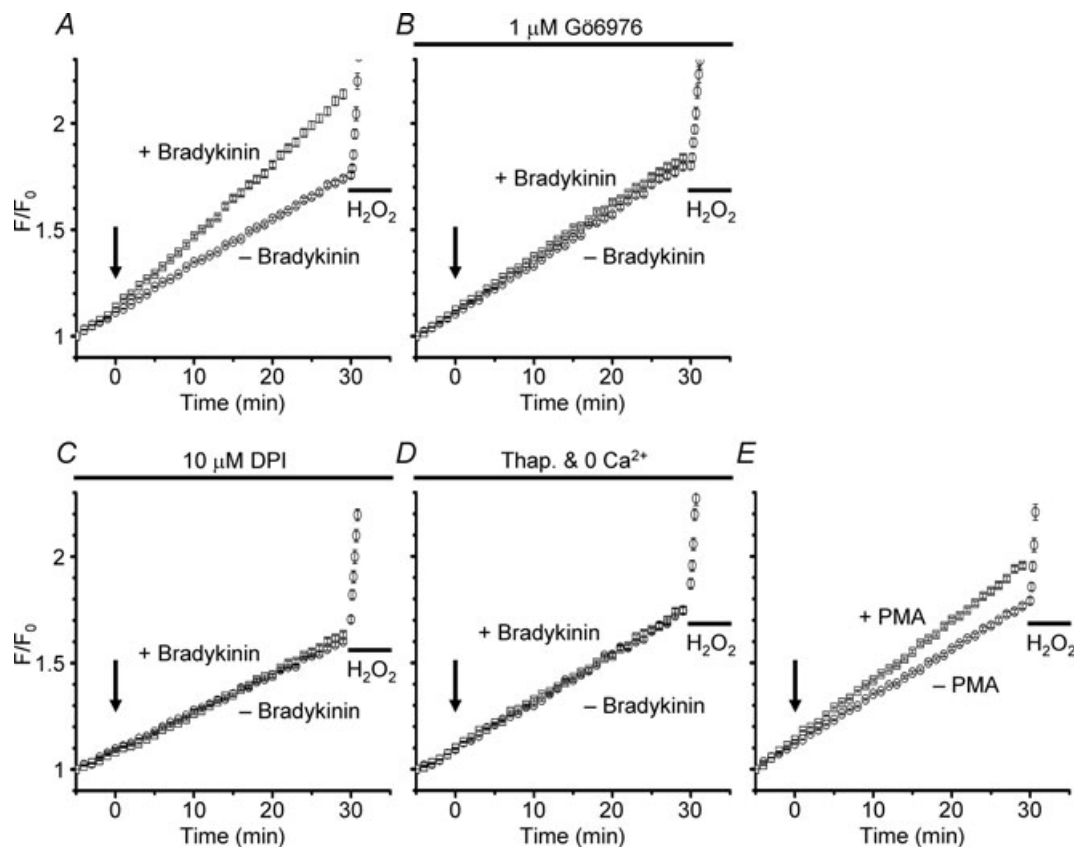 A
F/F0
2
1.5
1
+ Bradykinin
– Bradykinin
H2O2
0 10 20 30
Time (min)
B
1 μM Gö6976
+ Bradykinin
– Bradykinin
H2O2
0 10 20 30
Time (min)
C
10 μM DPI
F/F0
2
1.5
1
+ Bradykinin
– Bradykinin
H2O2
0 10 20 30
Time (min)
D
Thap. & 0 Ca2+
+ Bradykinin
– Bradykinin
H2O2
0 10 20 30
Time (min)
E
+ PMA
– PMA
H2O2
0 10 20 30
Time (min)